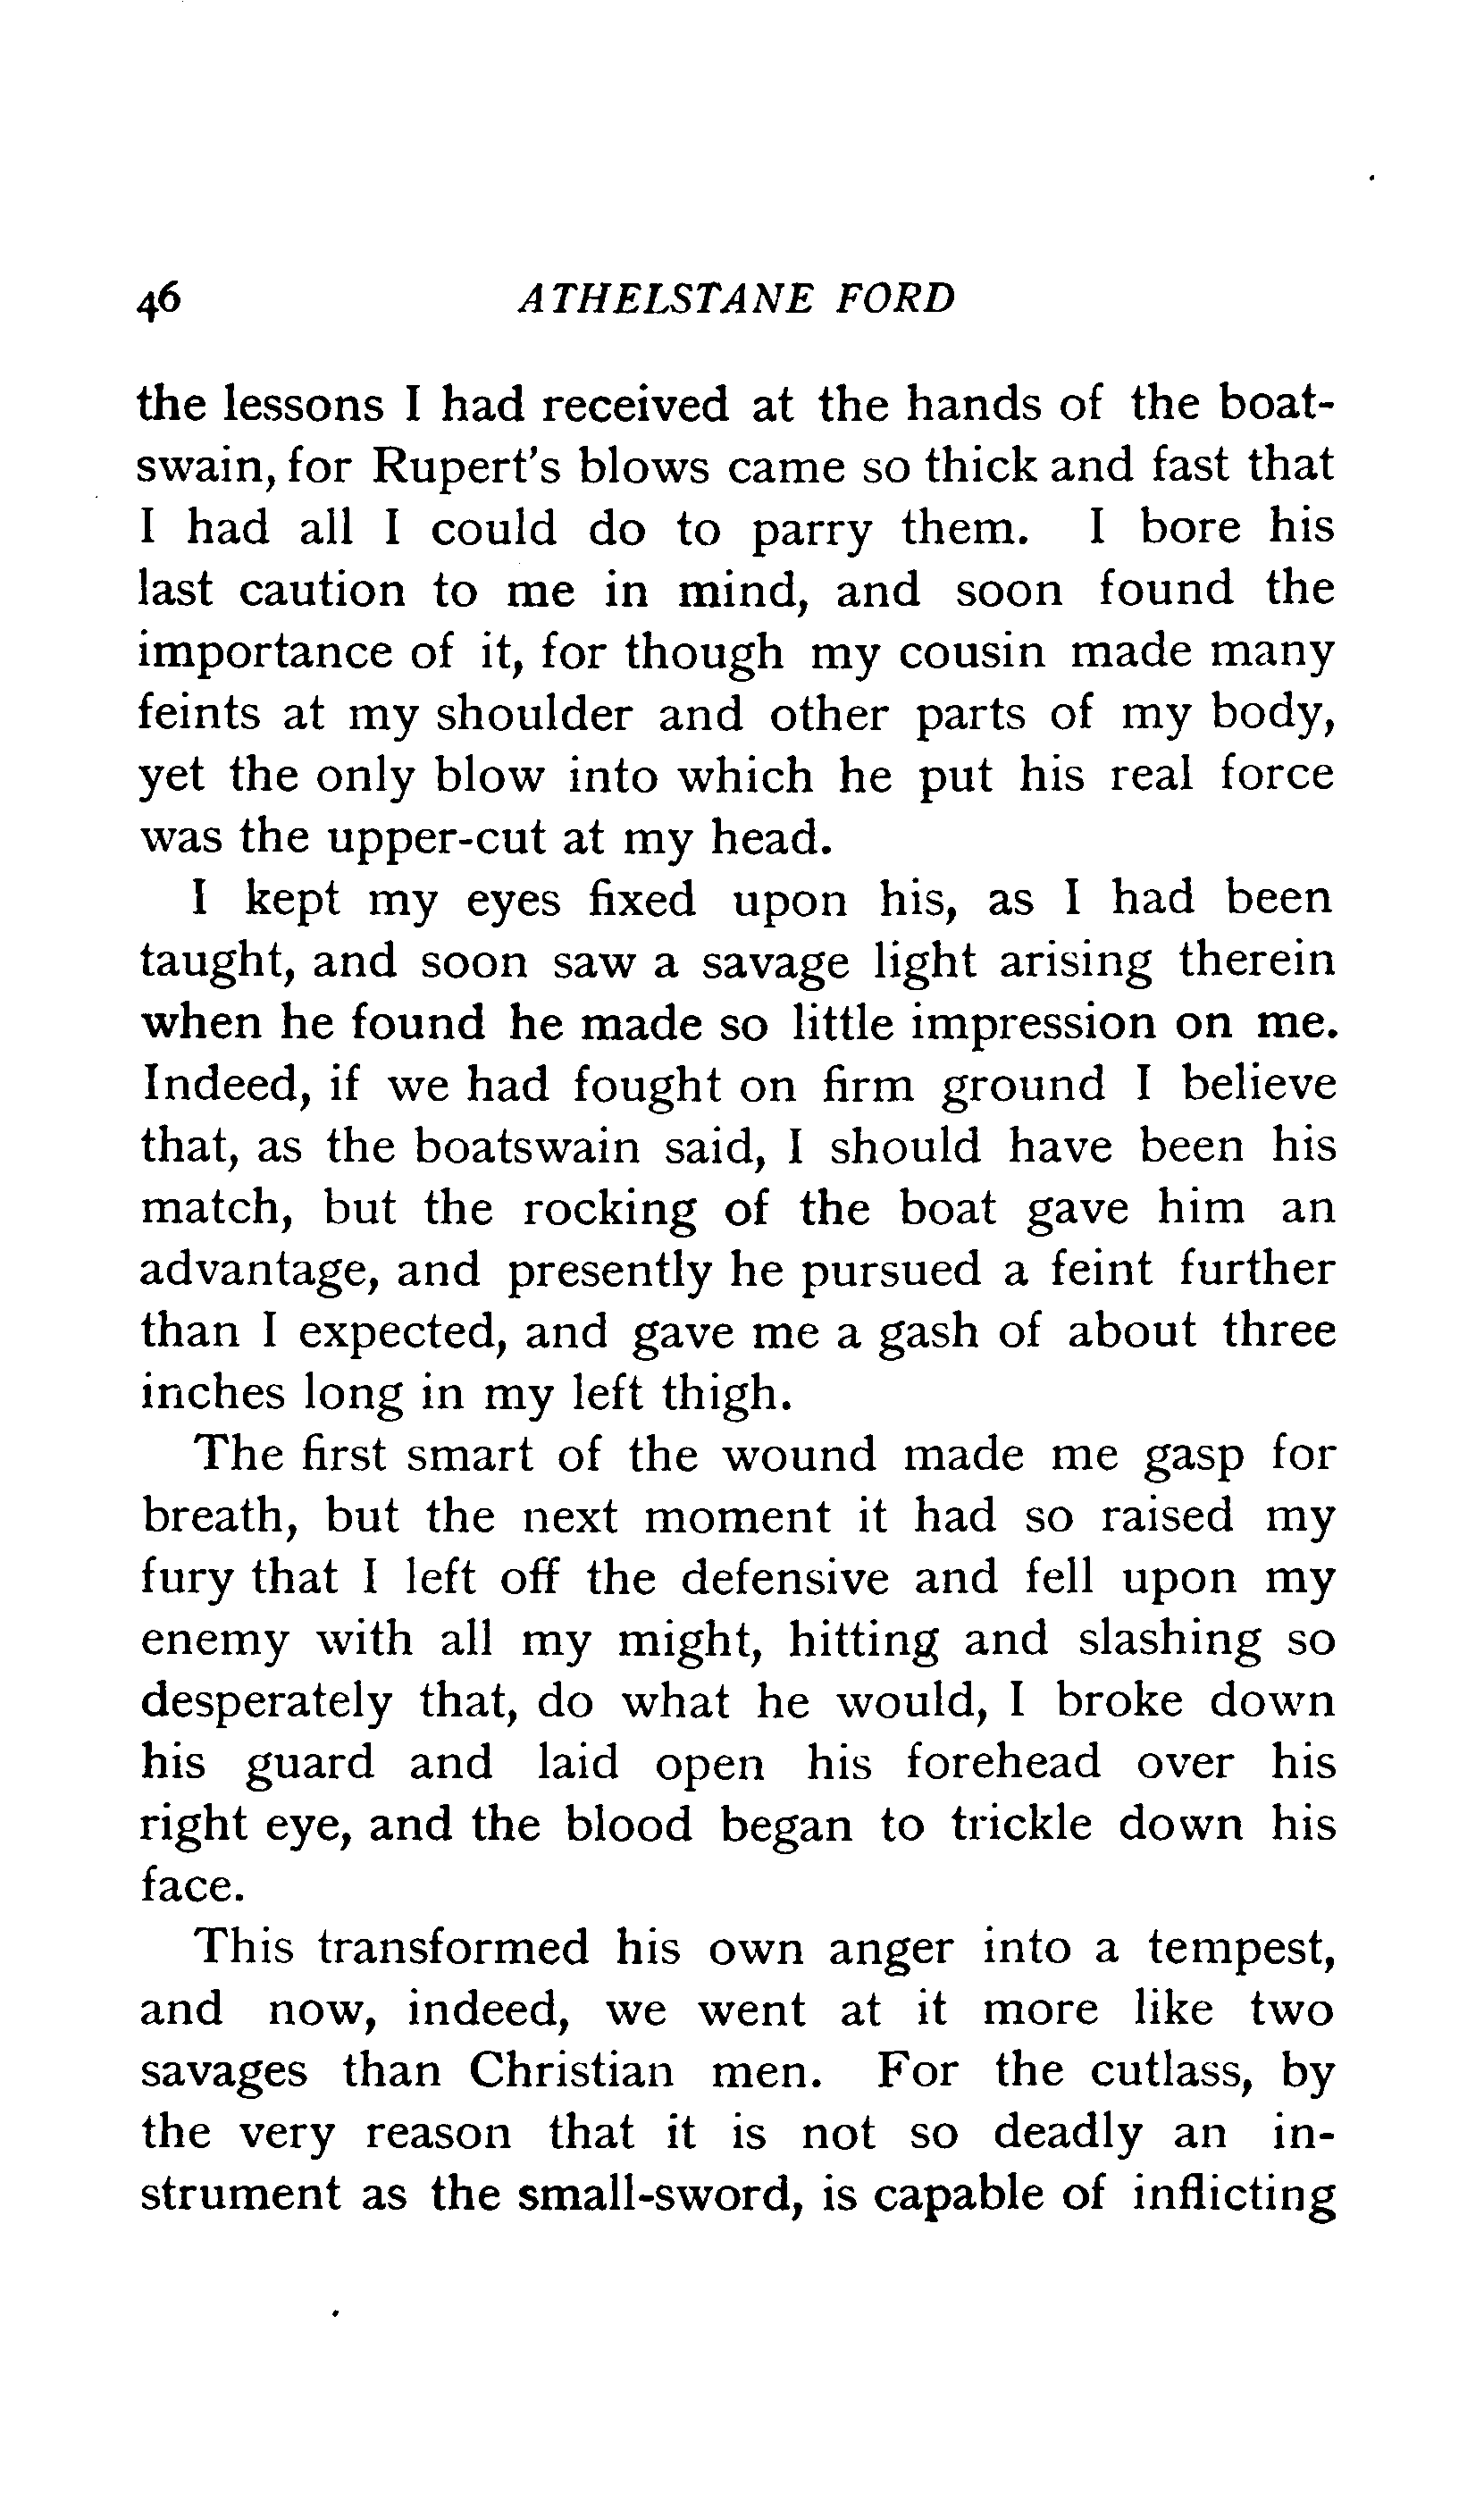 46 ATHELSTANE FORD
the lessons I had received at the hands of the boat-
swain, for Rupert's blows came so thick and fast that
I had all I could do to parry them. I bore his
last caution to me in mind, and soon found the
importance of it, for though my cousin made many
feints at my shoulder and other parts of my body,
yet the only blow into which he put his real force
was the upper-cut at my head.
I kept my eyes fixed upon his, as I had been
taught, and soon saw a savage light arising therein
when he found he made so little impression on me.
Indeed, if we had fought on firm ground I believe
that, as the boatswain said, I should have been his
match, but the rocking of the boat gave him an
advantage, and presently he pursued a feint further
than I expected, and gave me a gash of about three
inches long in my left thigh.
The first smart of the wound made me gasp for
breath, but the next moment it had so raised my
fury that I left off the defensive and fell upon my
enemy with all my might, hitting and slashing so
desperately that, do what he would, I broke down
his guard and laid open his forehead over his
right eye, and the blood began to trickle down his
face.
This transformed his own anger into a tempest,
and now, indeed, we went at it more like two
savages than Christian men. For the cutlass, by
the very reason that it is not so deadly an in-
strument as the small-sword, is capable of inflicting